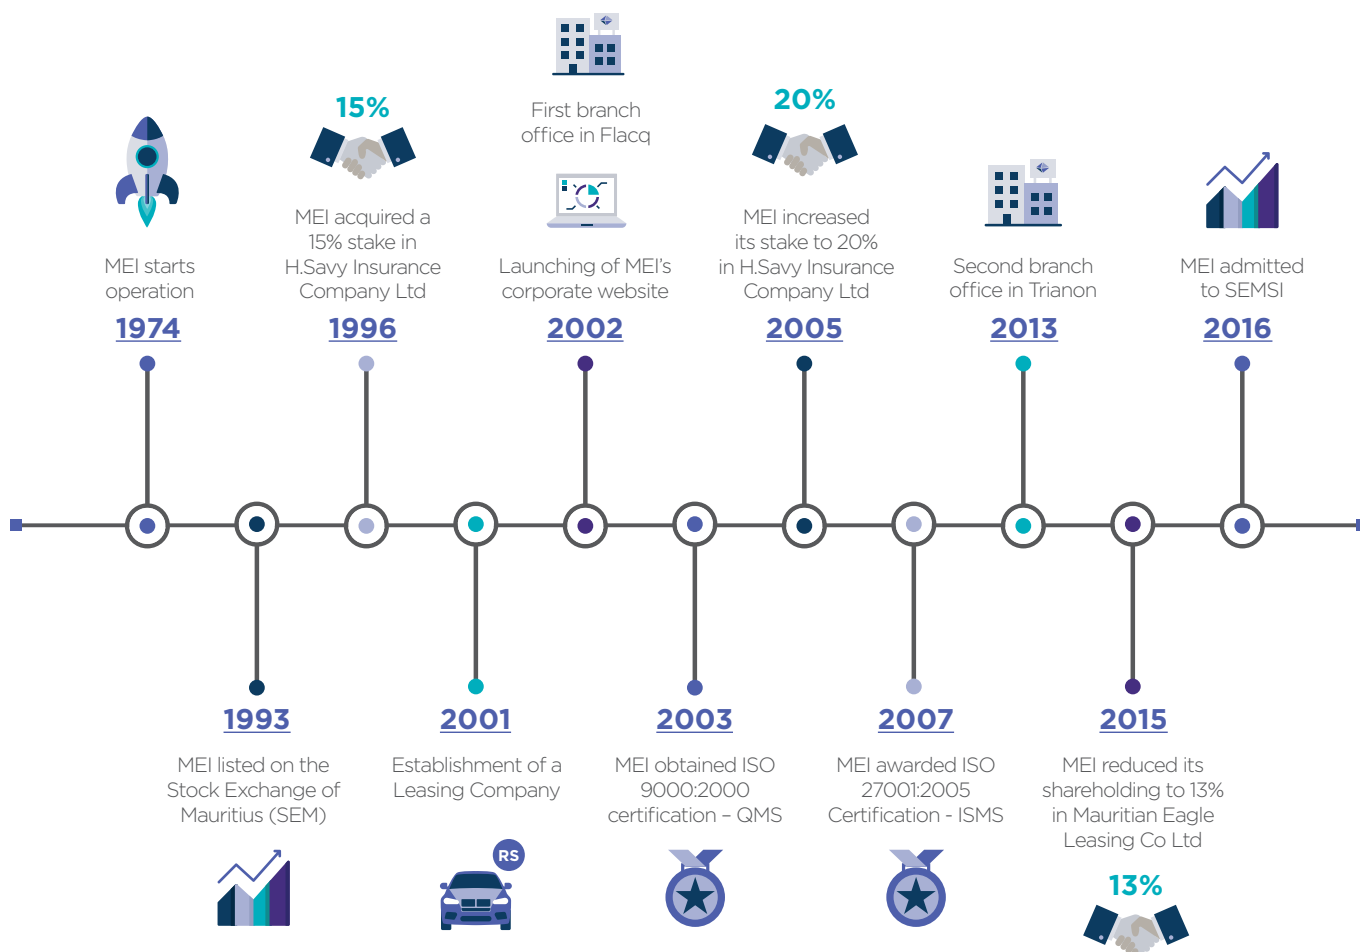 MEI starts
operation
1974
15%
MEI acquired a
15% stake in
H.Savy Insurance
Company Ltd
1996
First branch
office in Flacq
Launching of MEI's
corporate website
2002
20%
MEI increased
its stake to 20%
in H.Savy Insurance
Company Ltd
2005
Second branch
office in Trianon
2013
MEI admitted
to SEMSI
2016
1993
MEI listed on the
Stock Exchange of
Mauritius (SEM)
2001
Establishment of a
Leasing Company
RS
2003
MEI obtained ISO
9000:2000
certification – QMS
2007
MEI awarded ISO
27001:2005
Certification - ISMS
2015
MEI reduced its
shareholding to 13%
in Mauritian Eagle
Leasing Co Ltd
13%